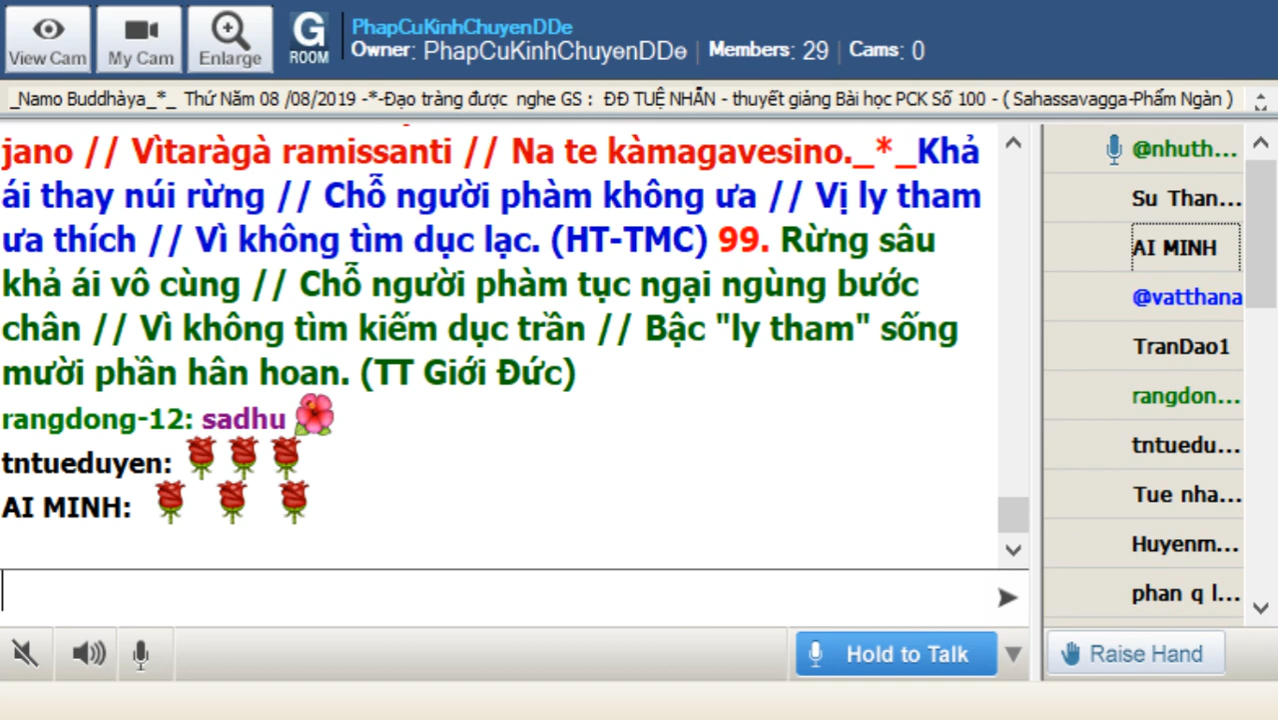 View Cam
My Cam
Enlarge
G
ROOM
PhapCuKinhChuyenDDe
Owner: PhapCuKinhChuyenDDe | Members: 29 | Cams: 0
_Namo Buddhàya_*_ Thứ Năm 08 /08/2019 -*-Đạo tràng được nghe GS : ĐĐ TUỆ NHẪN - thuyết giảng Bài học PCK Số 100 - ( Sahassavagga-Phẩm Ngàn )
jano // Vìtaràgà ramissanti // Na te kàmagavesino._*_Khả
ái thay núi rừng // Chỗ người phàm không ưa // Vị ly tham
ưa thích // Vì không tìm dục lạc. (HT-TMC) 99. Rừng sâu
khả ái vô cùng // Chỗ người phàm tục ngại ngùng bước
chân // Vì không tìm kiếm dục trần // Bậc "ly tham" sống
mười phần hân hoan. (TT Giới Đức)
rangdong-12: sadhu
tntueduyen:
AI MINH:
@nhuth...
Su Than...
AI MINH
@vatthana
TranDao1
rangdon...
tntuedu...
Tue nha...
Huyenm...
phan q l...
Hold to Talk
Raise Hand